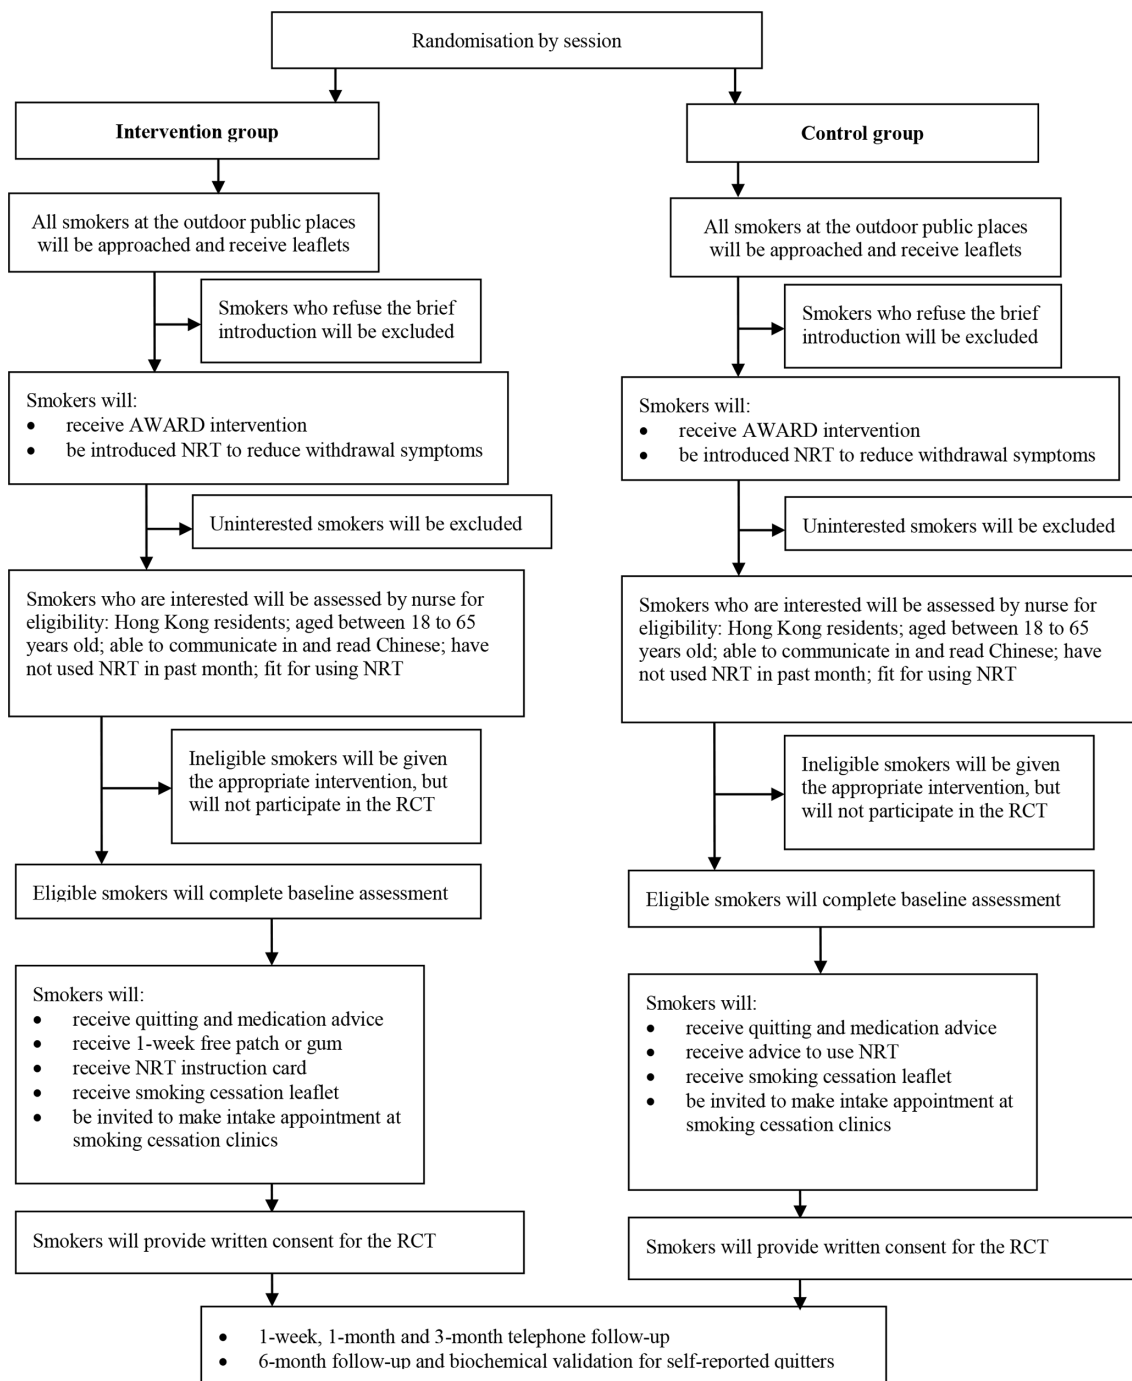 Randomisation by session
Intervention group
All smokers at the outdoor public places
will be approached and receive leaflets
Smokers who refuse the brief
introduction will be excluded
Smokers will:
• receive AWARD intervention
• be introduced NRT to reduce withdrawal symptoms
Uninterested smokers will be excluded
Smokers who are interested will be assessed by nurse for
eligibility: Hong Kong residents; aged between 18 to 65
years old; able to communicate in and read Chinese; have
not used NRT in past month; fit for using NRT
Ineligible smokers will be given
the appropriate intervention, but
will not participate in the RCT
Eligible smokers will complete baseline assessment
Smokers will:
• receive quitting and medication advice
• receive 1-week free patch or gum
• receive NRT instruction card
• receive smoking cessation leaflet
• be invited to make intake appointment at
smoking cessation clinics
Smokers will provide written consent for the RCT
Control group
All smokers at the outdoor public places
will be approached and receive leaflets
Smokers who refuse the brief
introduction will be excluded
Smokers will:
• receive AWARD intervention
• be introduced NRT to reduce withdrawal symptoms
Uninterested smokers will be excluded
Smokers who are interested will be assessed by nurse for
eligibility: Hong Kong residents; aged between 18 to 65
years old; able to communicate in and read Chinese; have
not used NRT in past month; fit for using NRT
Ineligible smokers will be given
the appropriate intervention, but
will not participate in the RCT
Eligible smokers will complete baseline assessment
Smokers will:
• receive quitting and medication advice
• receive advice to use NRT
• receive smoking cessation leaflet
• be invited to make intake appointment at
smoking cessation clinics
Smokers will provide written consent for the RCT
• 1-week, 1-month and 3-month telephone follow-up
• 6-month follow-up and biochemical validation for self-reported quitters